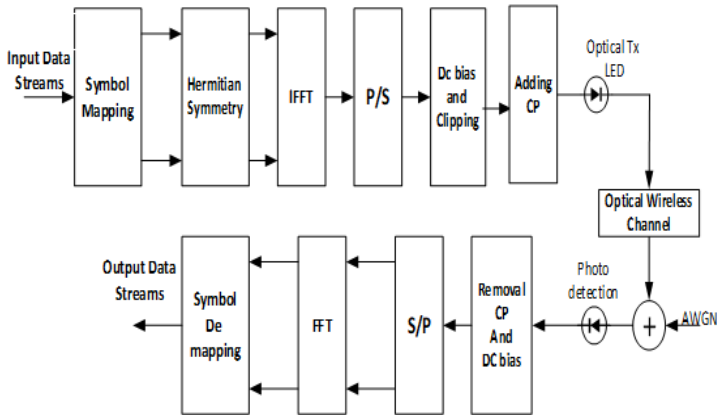 Input Data
Streams
Symbol
Mapping
Hermitian
Symmetry
IFFT
P/S
Dc bias
and
Clipping
Adding
CP
Optical Tx
LED
Optical Wireless
Channel
AWGN
+
Photo
detection
Removal
CP
And
DC bias
S/P
FFT
Symbol
De
mapping
Output Data
Streams